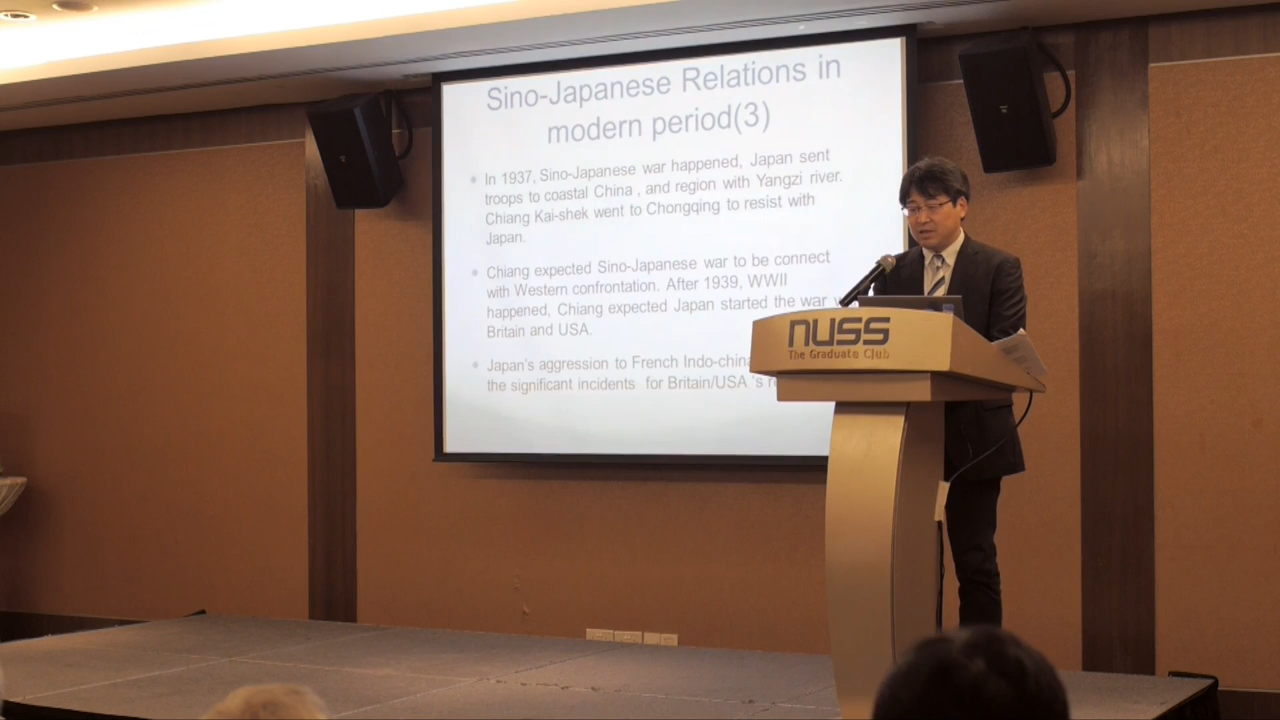 Sino-Japanese Relations in
modern period(3)
In 1937, Sino-Japanese war happened, Japan sent
troops to coastal China , and region with Yangzi river.
Chiang Kai-shek went to Chongqing to resist with
Japan.
Chiang expected Sino-Japanese war to be connect
with Western confrontation. After 1939, WWII
happened, Chiang expected Japan started the war
Britain and USA.
Japan's aggression to French Indo-china
the significant incidents for Britain/USA 's
NUSS
The Graduate Club